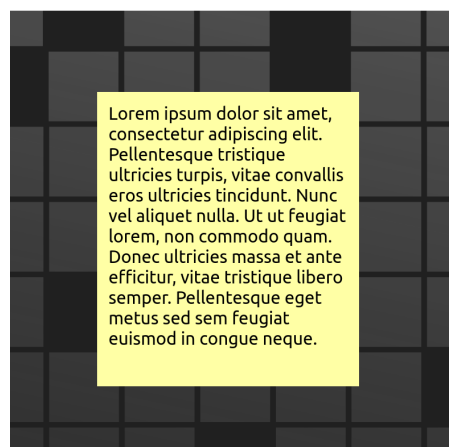 Lorem ipsum dolor sit amet,
consectetur adipiscing elit.
Pellentesque tristique
ultricies turpis, vitae convallis
eros ultricies tincidunt. Nunc
vel aliquet nulla. Ut ut feugiat
lorem, non commodo quam.
Donec ultricies massa et ante
efficitur, vitae tristique libero
semper. Pellentesque eget
metus sed sem feugiat
euismod in congue neque.